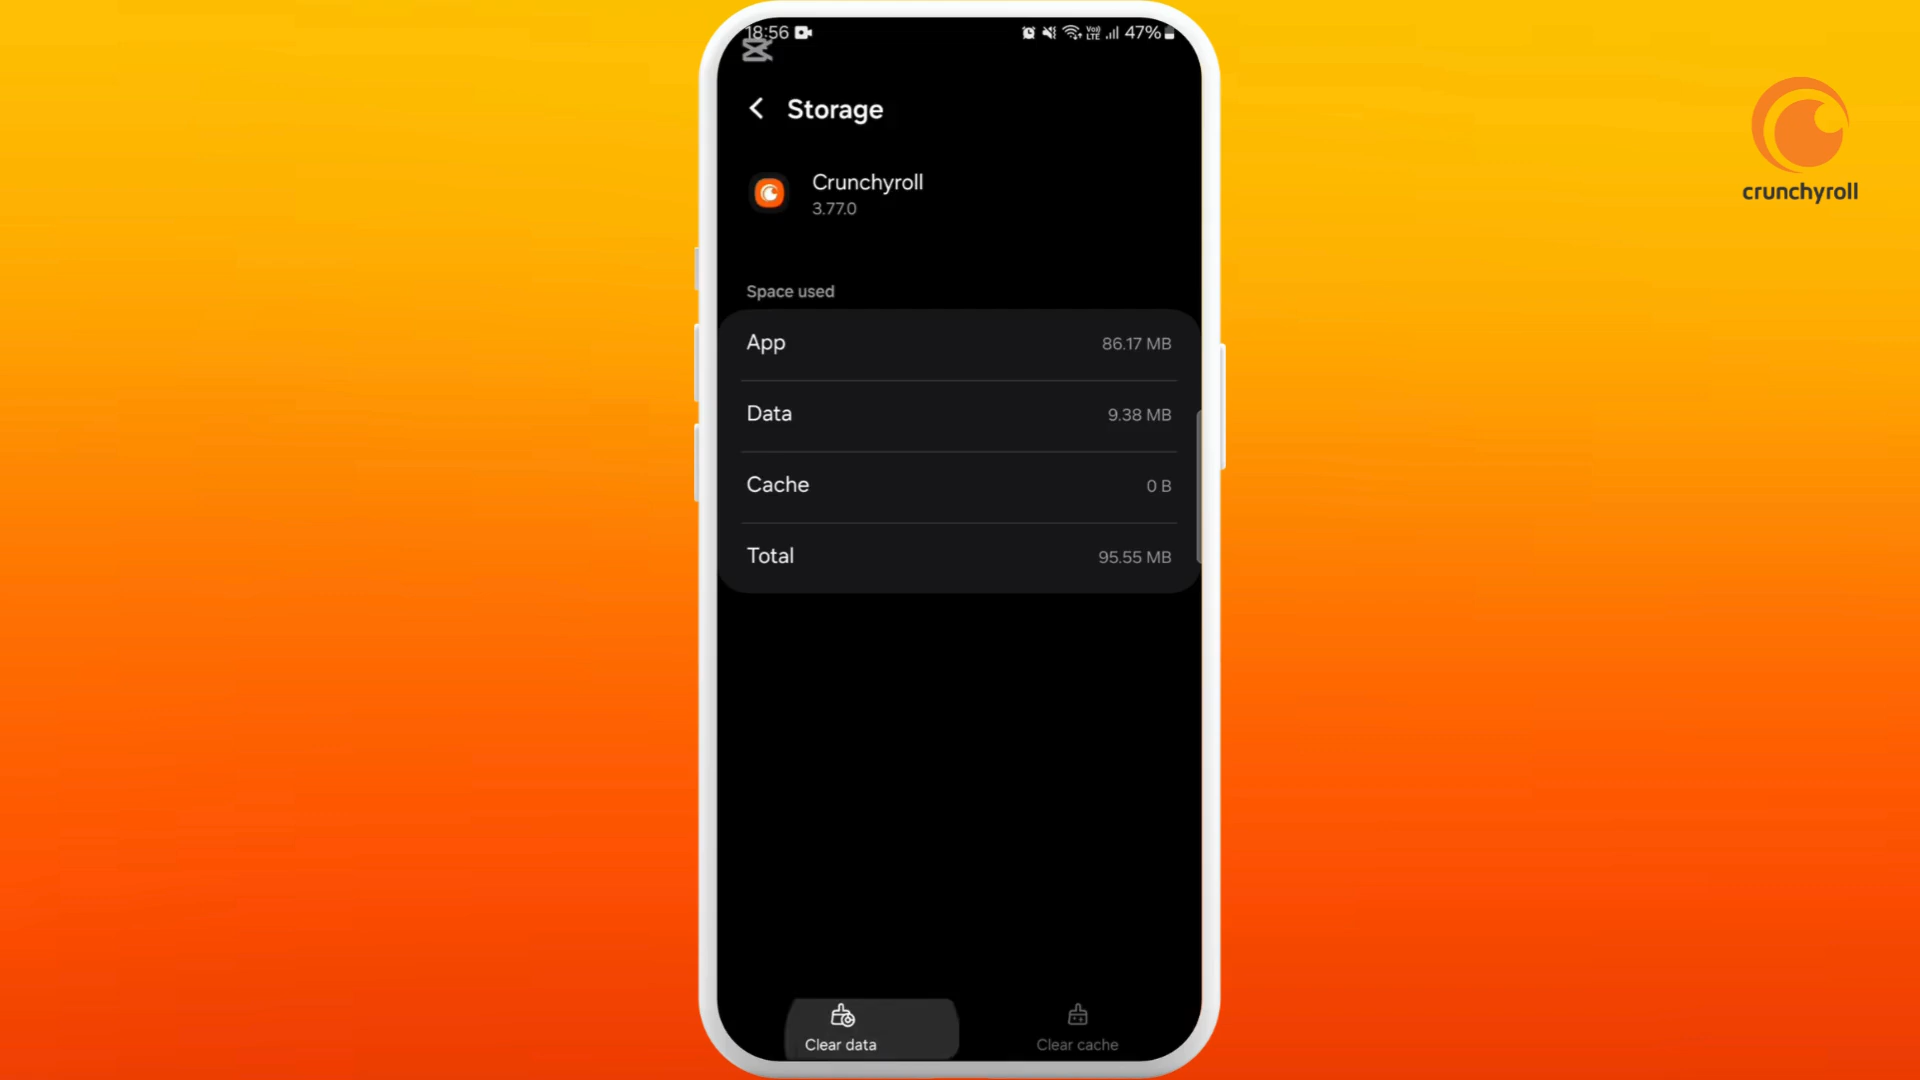 18:56 47%
Storage
Crunchyroll
3.77.0
Space used
App 86.17 MB
Data 9.38 MB
Cache 0 B
Total 95.55 MB
Clear data Clear cache
crunchyroll